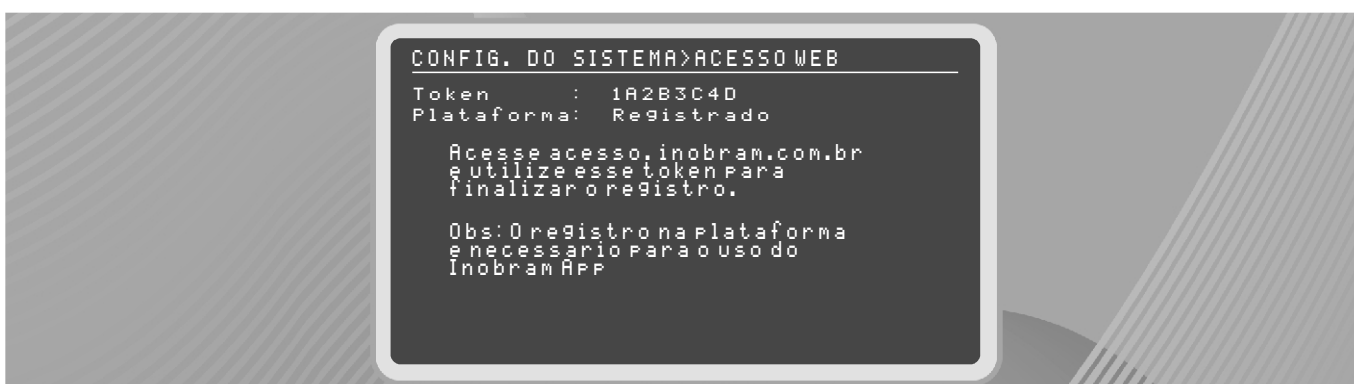 CONFIG. DO SISTEMA>ACESSO WEB
Token : 1A2B3C4D
Plataforma: Registrado
Acesse acesso.inobram.com.br
e utilize esse token para
finalizar o registro.
Obs: O registro na plataforma
e necessario para o uso do
Inobram App